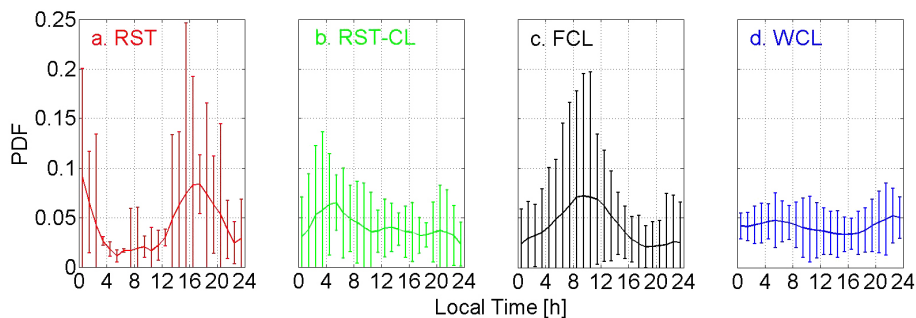 0.25
0.2
0.15
0.1
0.05
0
PDF
a. RST
b. RST-CL
c. FCL
d. WCL
0 4 8 12 16 20 24
0 4 8 12 16 20 24
0 4 8 12 16 20 24
0 4 8 12 16 20 24
Local Time [h]